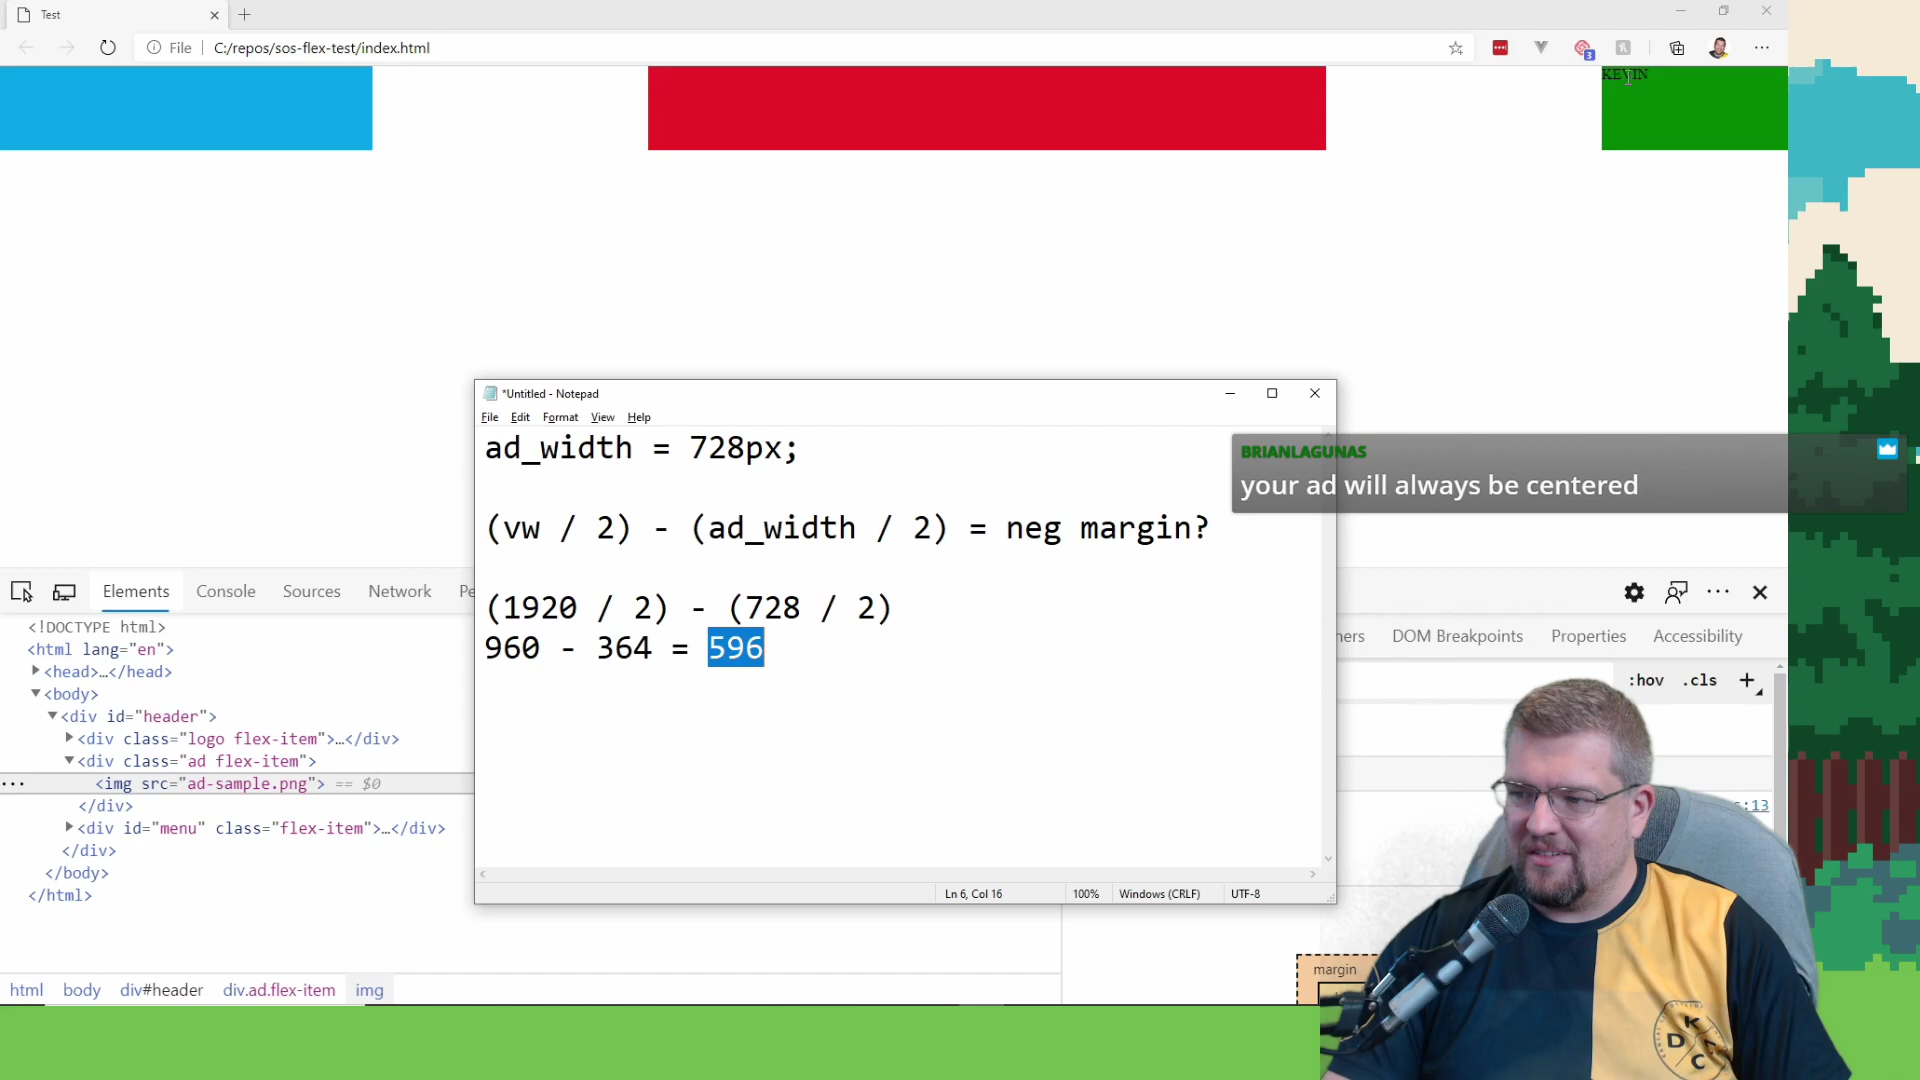 Test
File
C:/repos/sos-flex-test/index.html
3
KEVIN
*Untitled - Notepad
File Edit Format View Help
ad_width = 728px;
(vw / 2) - (ad_width / 2) = neg margin?
(1920 / 2) - (728 / 2)
960 - 364 = 596
Ln 6, Col 16
100%
Windows (CRLF)
UTF-8
BRIANLAGUNAS
your ad will always be centered
Elements Console Sources Network Pe
ners DOM Breakpoints Properties Accessibility
:hov .cls +
s:13
<!DOCTYPE html>
<html lang="en">
<head>…</head>
<body>
<div id="header">
<div class="logo flex-item">…</div>
<div class="ad flex-item">
<img src="ad-sample.png"> == $0
</div>
<div id="menu" class="flex-item">…</div>
</div>
</body>
</html>
html body div#header div.ad.flex-item img
margin
K
D
C